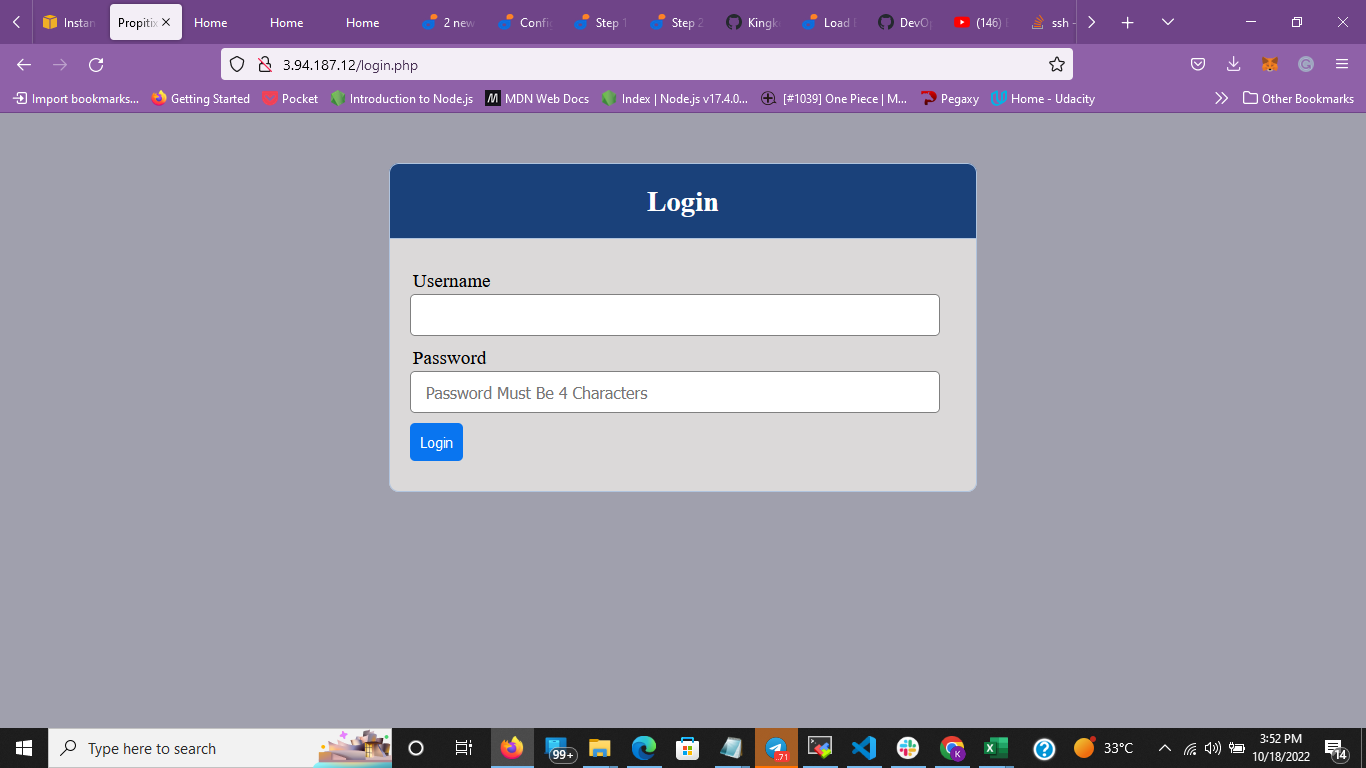 Instan
Propitix
Home
Home
Home
2 new
Config
Step 1
Step 2
Kingke
Load
DevOp
(146)
ssh -
3.94.187.12/login.php
Import bookmarks...
Getting Started
Pocket
Introduction to Node.js
MDN Web Docs
Index | Node.js v17.4.0...
[#1039] One Piece | M...
Pegaxy
Home - Udacity
Other Bookmarks
Login
Username
Password
Password Must Be 4 Characters
Login
Type here to search
99+
.71
K
33°C
3:52 PM
10/18/2022
14